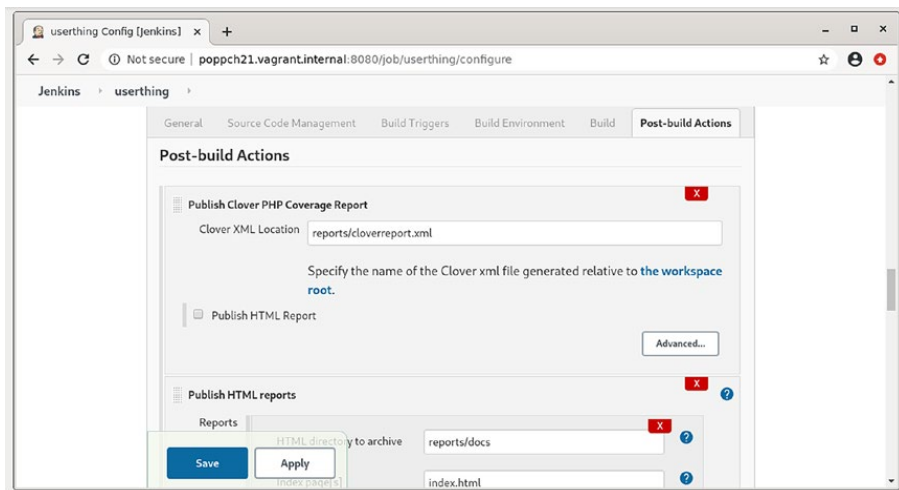 userthing Config [Jenkins] × +
Not secure | poppch21.vagrant.internal:8080/job/userthing/configure
Jenkins userthing
General Source Code Management Build Triggers Build Environment Build Post-build Actions
Post-build Actions
X
Publish Clover PHP Coverage Report
Clover XML Location reports/cloverreport.xml
Specify the name of the Clover xml file generated relative to the workspace
root.
Publish HTML Report
Advanced...
X
Publish HTML reports ?
Reports X
HTML directory to archive reports/docs ?
Save Apply
Index page[s] index.html ?